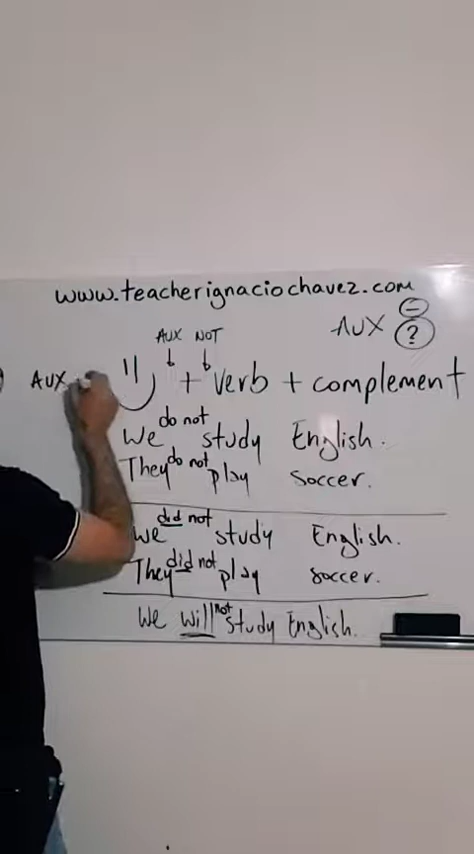 www.teacherignaciochavez.com
AUX NOT
AUX - ?
AUX + verb + complement
We do not study English.
They do not play soccer.
We did not study English.
They did not play soccer.
We will not study English.